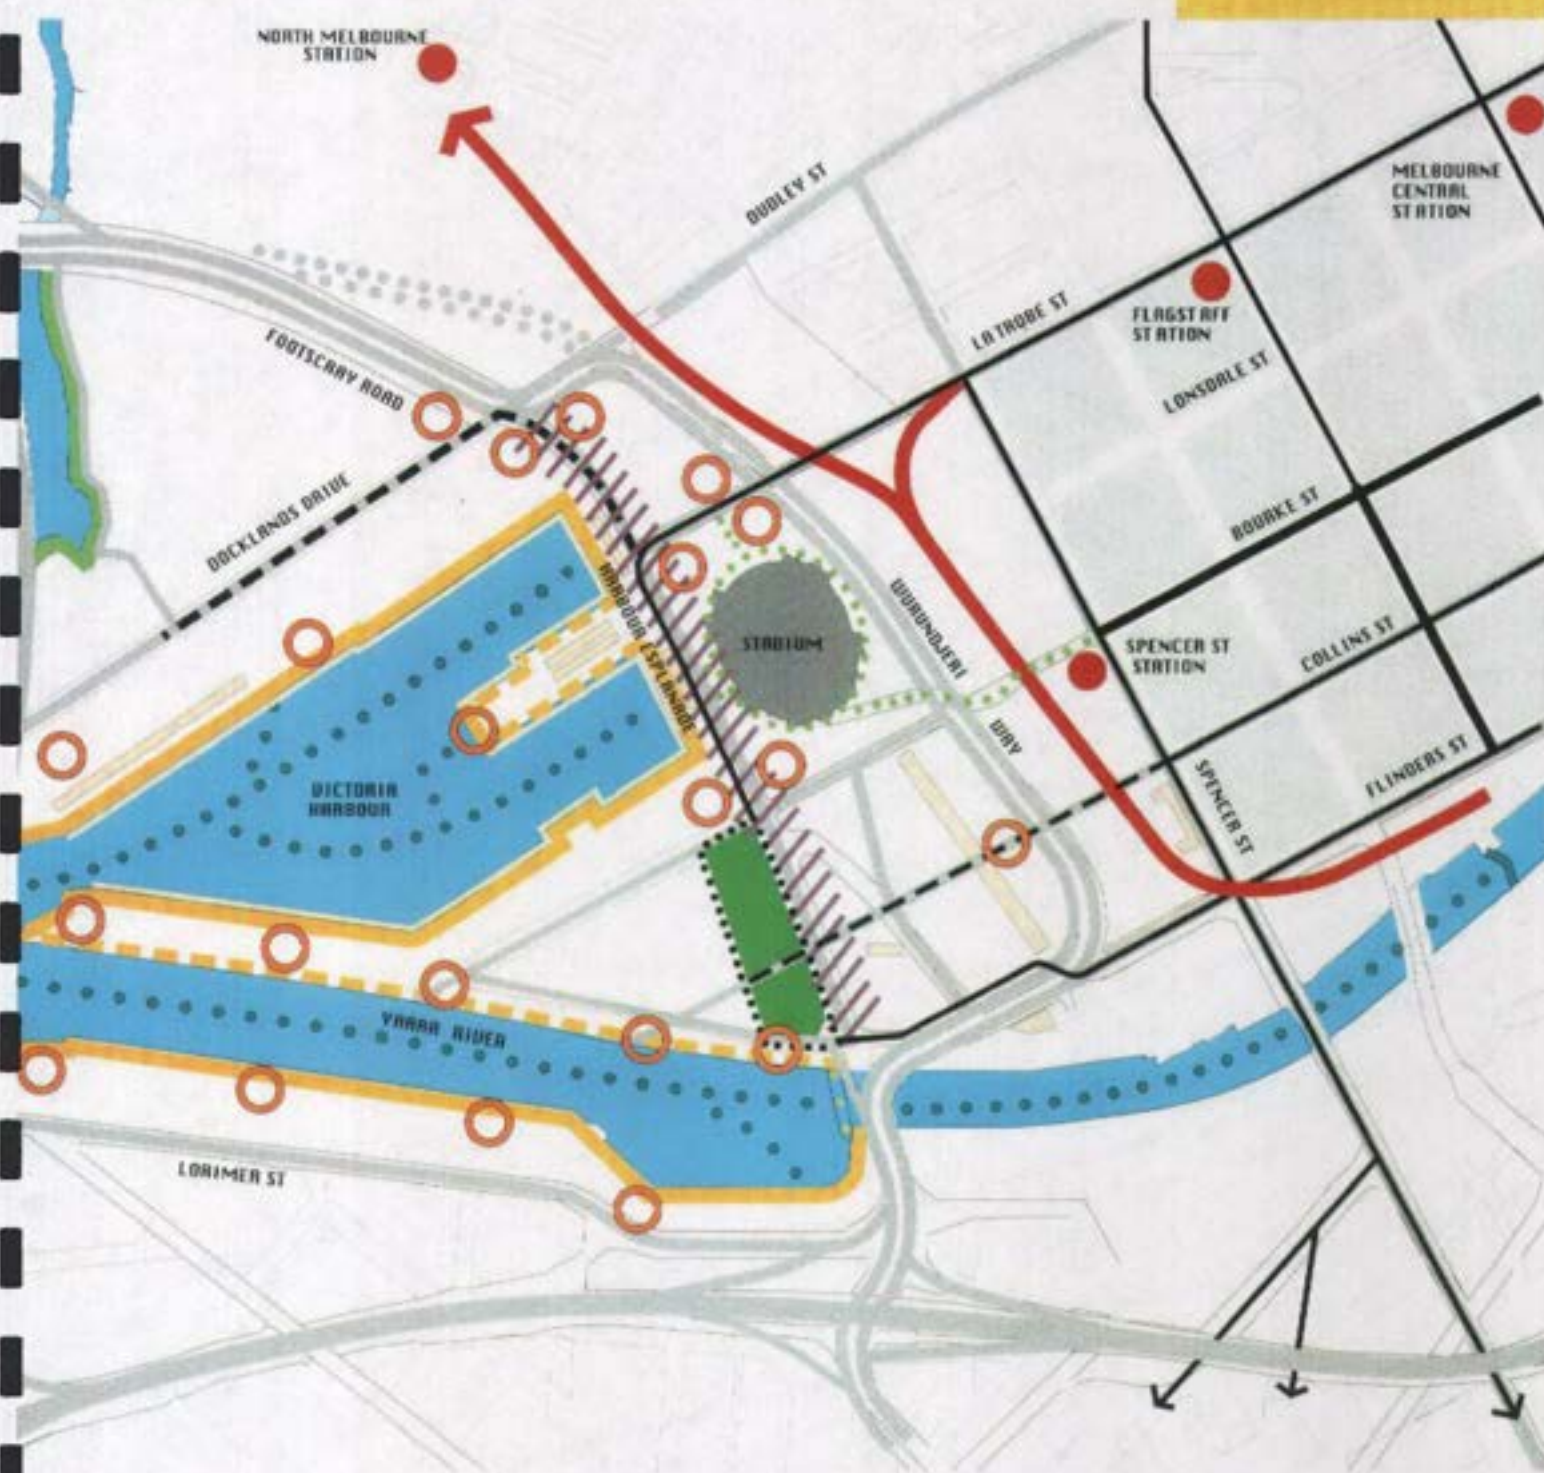 NORTH MELBOURNE
STATION
DUDLEY ST
MELBOURNE
CENTRAL
STATION
FLAGSTAFF
STATION
LA TROBE ST
LONSDALE ST
FOOTSCRAY ROAD
DOCKLANDS DRIVE
BOURKE ST
HARBOUR ESPLANADE
STADIUM
WURUNDJERI WAY
SPENCER ST
STATION
COLLINS ST
VICTORIA
HARBOUR
SPENCER ST
FLINDERS ST
YARRA RIVER
LORIMER ST